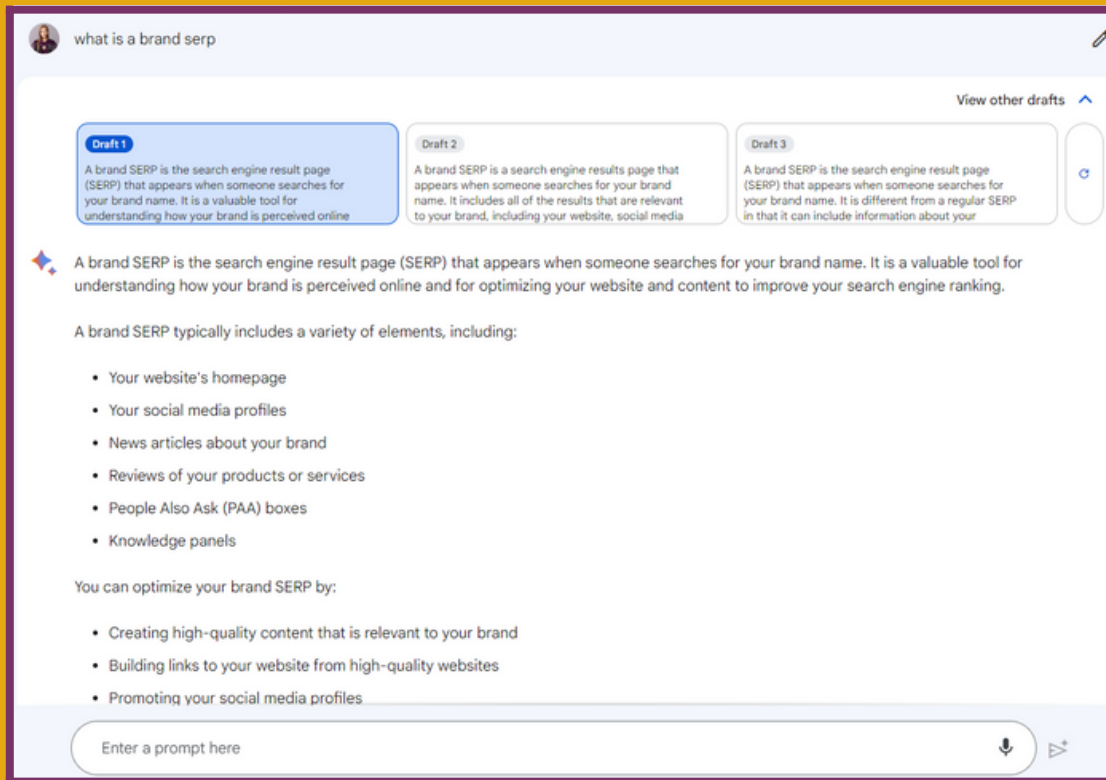 what is a brand serp
View other drafts
Draft 1
A brand SERP is the search engine result page
(SERP) that appears when someone searches for
your brand name. It is a valuable tool for
understanding how your brand is perceived online
Draft 2
A brand SERP is a search engine results page that
appears when someone searches for your brand
name. It includes all of the results that are relevant
to your brand, including your website, social media
Draft 3
A brand SERP is the search engine result page
(SERP) that appears when someone searches for
your brand name. It is different from a regular SERP
in that it can include information about your
A brand SERP is the search engine result page (SERP) that appears when someone searches for your brand name. It is a valuable tool for
understanding how your brand is perceived online and for optimizing your website and content to improve your search engine ranking.
A brand SERP typically includes a variety of elements, including:
• Your website's homepage
• Your social media profiles
• News articles about your brand
• Reviews of your products or services
• People Also Ask (PAA) boxes
• Knowledge panels
You can optimize your brand SERP by:
• Creating high-quality content that is relevant to your brand
• Building links to your website from high-quality websites
• Promoting your social media profiles
Enter a prompt here